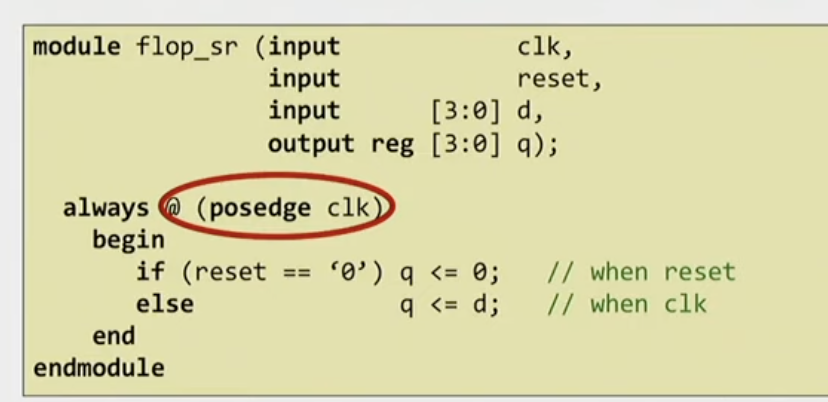 module flop_sr (input           clk,
                input           reset,
                input     [3:0] d,
                output reg [3:0] q);
  always @ (posedge clk)
    begin
       if (reset == ‘0’) q <= 0;   // when reset
       else              q <= d;   // when clk
    end
endmodule